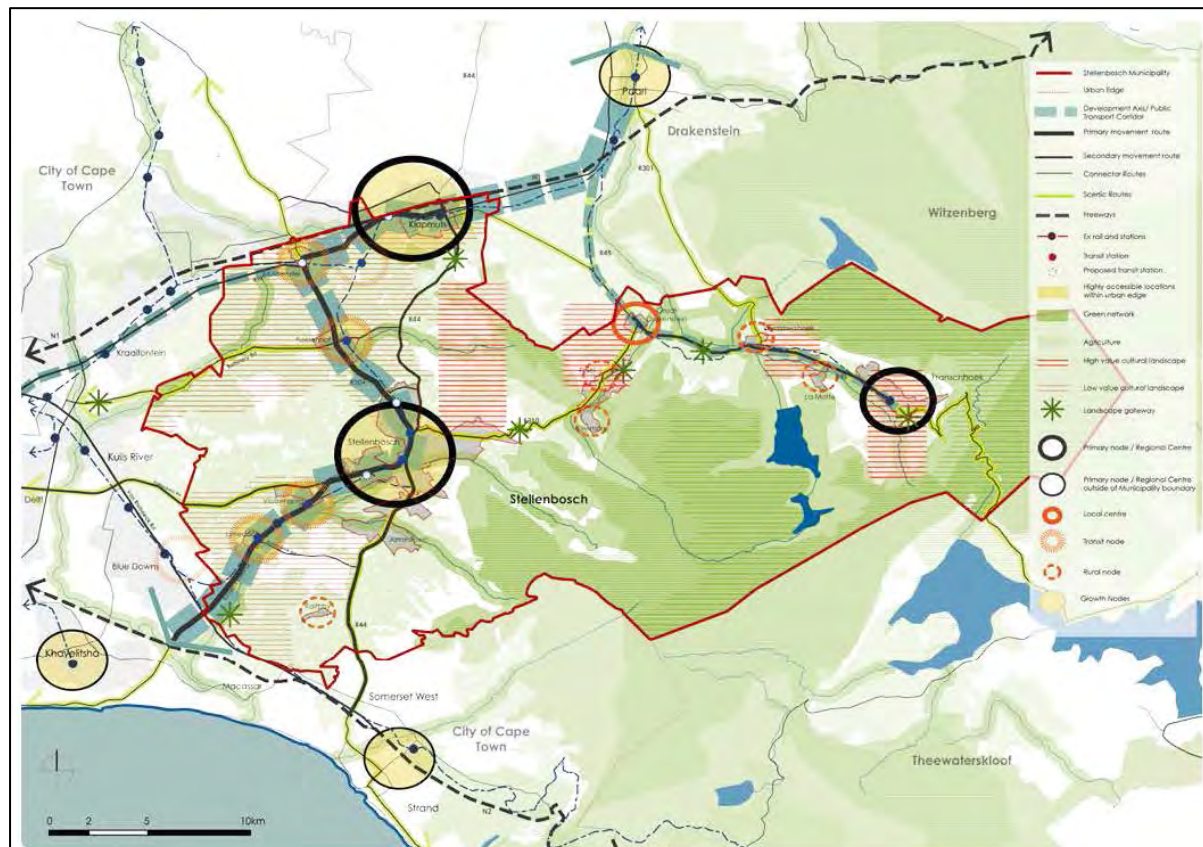 R44
Paarl
Drakenstein
City of Cape
Town
R301
Witzenberg
Klapmuts
R45
R44
N1
Kraaifontein
Franschhoek
La Motte
R310
Stellenbosch
Kuils River
Stellenbosch
Delft
Blue Downs
R44
Khayelitsha
Macassar
Somerset West
City of Cape
Town
Theewaterskloof
Strand
N2
0 2 5 10km
Stellenbosch Municipality
Urban Edge
Development Axis/ Public
Transport Corridor
Primary movement route
Secondary movement route
Connector Routes
Scenic Routes
Freeways
Ex rail and stations
Transit station
Proposed transit station
Highly accessible locations
within urban edge
Green network
Agriculture
High value cultural landscape
Low value cultural landscape
Landscape gateway
Primary node / Regional Centre
Primary node / Regional Centre
outside of Municipality boundary
Local centre
Transit node
Rural node
Growth Nodes